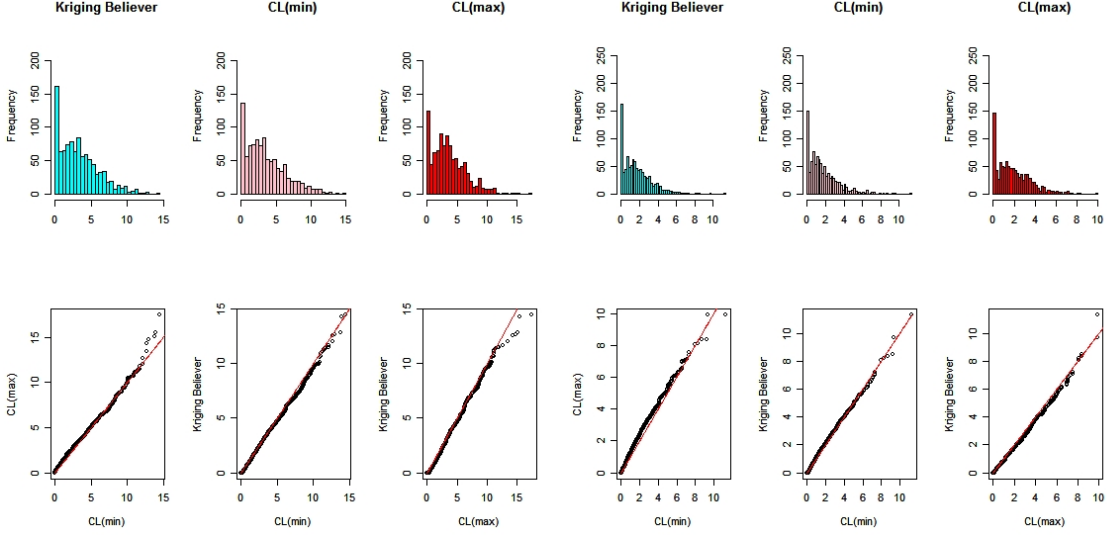 Kriging Believer CL(min) CL(max) Kriging Believer CL(min) CL(max)
Frequency 0 50 100 150 200 0 5 10 15
Frequency 0 50 100 150 200 0 5 10 15
Frequency 0 50 100 150 200 0 5 10 15
Frequency 0 50 100 150 200 250 0 2 4 6 8 10
Frequency 0 50 100 150 200 250 0 2 4 6 8 10
Frequency 0 50 100 150 200 250 0 2 4 6 8 10
CL(max) 0 5 10 15 0 5 10 15 CL(min)
Kriging Believer 0 5 10 15 0 5 10 15 CL(min)
Kriging Believer 0 5 10 15 0 5 10 15 CL(max)
CL(max) 0 2 4 6 8 10 0 2 4 6 8 10 CL(min)
Kriging Believer 0 2 4 6 8 10 0 2 4 6 8 10 CL(min)
Kriging Believer 0 2 4 6 8 10 0 2 4 6 8 10 CL(max)